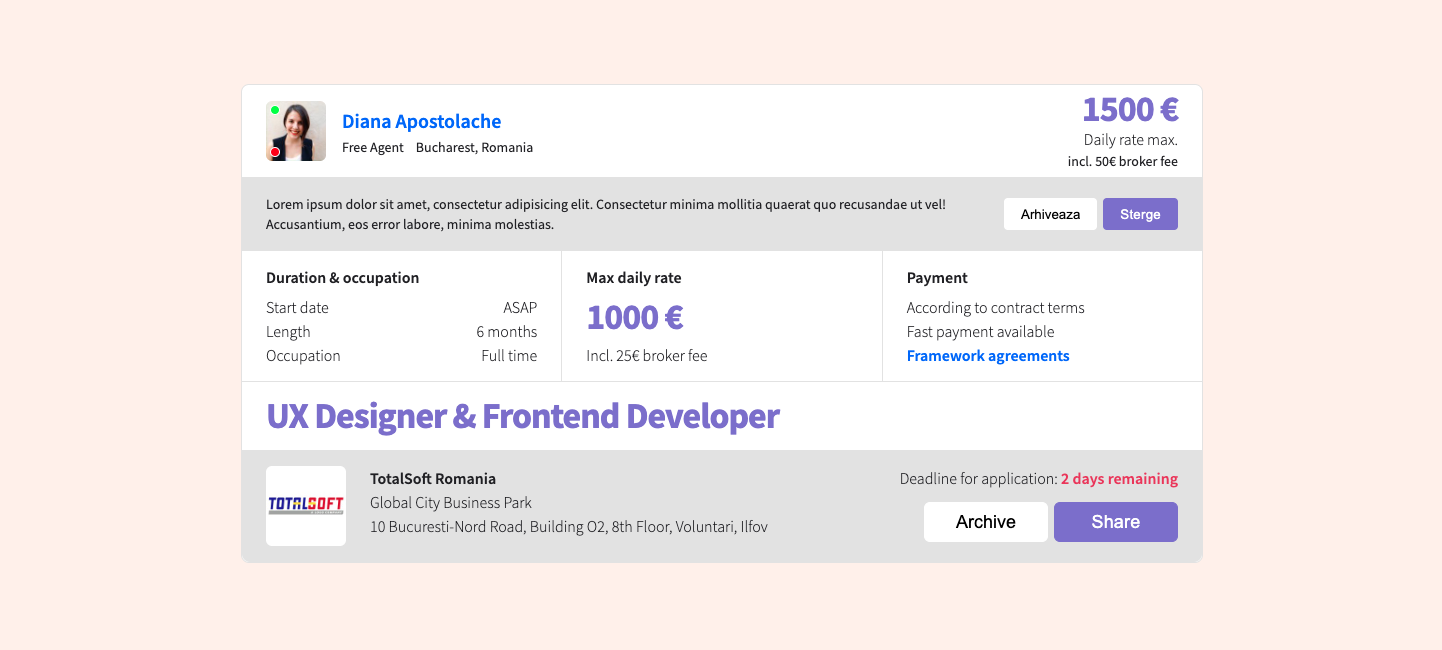 Diana Apostolache
Free Agent Bucharest, Romania
1500 €
Daily rate max.
incl. 50€ broker fee
Lorem ipsum dolor sit amet, consectetur adipisicing elit. Consectetur minima mollitia quaerat quo recusandae ut vel!
Accusantium, eos error labore, minima molestias.
Arhiveaza
Sterge
Duration & occupation
Start date ASAP
Length 6 months
Occupation Full time
Max daily rate
1000 €
Incl. 25€ broker fee
Payment
According to contract terms
Fast payment available
Framework agreements
UX Designer & Frontend Developer
TOTALSOFT
TotalSoft Romania
Global City Business Park
10 Bucuresti-Nord Road, Building O2, 8th Floor, Voluntari, Ilfov
Deadline for application: 2 days remaining
Archive
Share